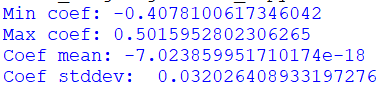 Min coef: -0.4078100617346042
Max coef: 0.5015952802306265
Coef mean: -7.023859951710174e-18
Coef stddev:  0.032026408933197276